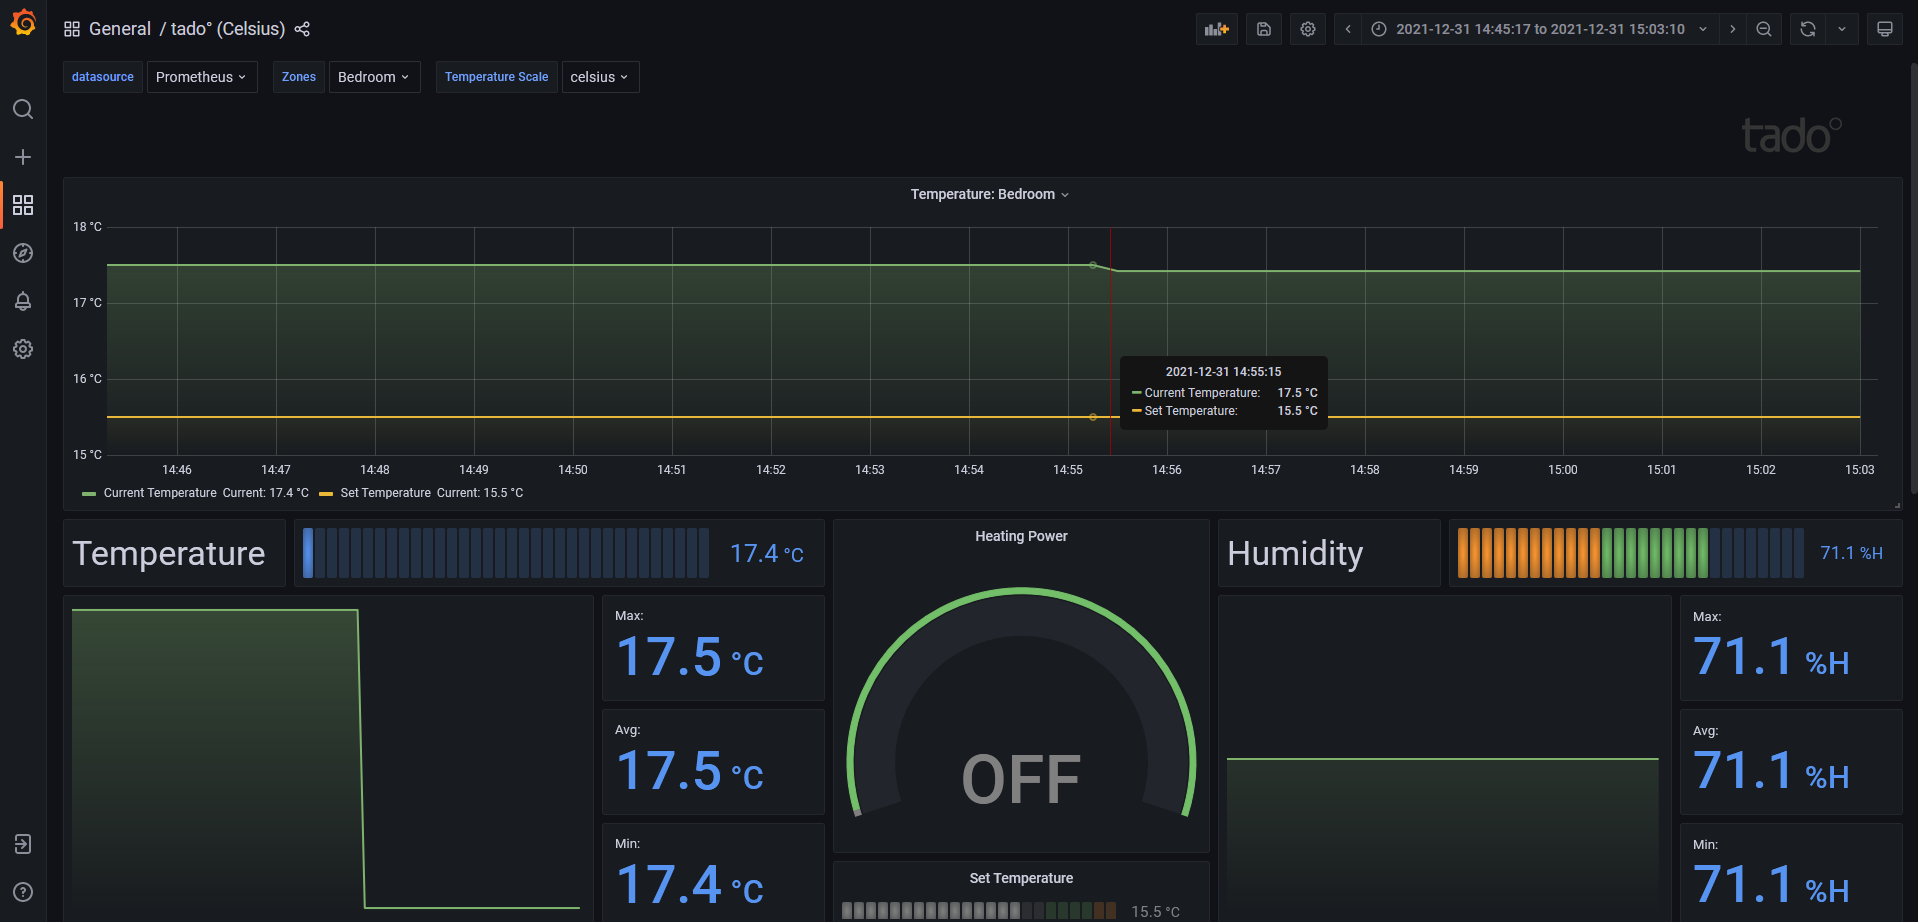 General / tado° (Celsius)
2021-12-31 14:45:17 to 2021-12-31 15:03:10
datasource Prometheus Zones Bedroom Temperature Scale celsius
tado°
Temperature: Bedroom
18 °C
17 °C
16 °C
15 °C
2021-12-31 14:55:15
Current Temperature: 17.5 °C
Set Temperature: 15.5 °C
14:46 14:47 14:48 14:49 14:50 14:51 14:52 14:53 14:54 14:55 14:56 14:57 14:58 14:59 15:00 15:01 15:02 15:03
Current Temperature Current: 17.4 °C Set Temperature Current: 15.5 °C
Temperature
17.4 °C
Max:
17.5 °C
Avg:
17.5 °C
Min:
17.4 °C
Heating Power
OFF
Set Temperature
15.5 °C
Humidity
71.1 %H
Max:
71.1 %H
Avg:
71.1 %H
Min:
71.1 %H